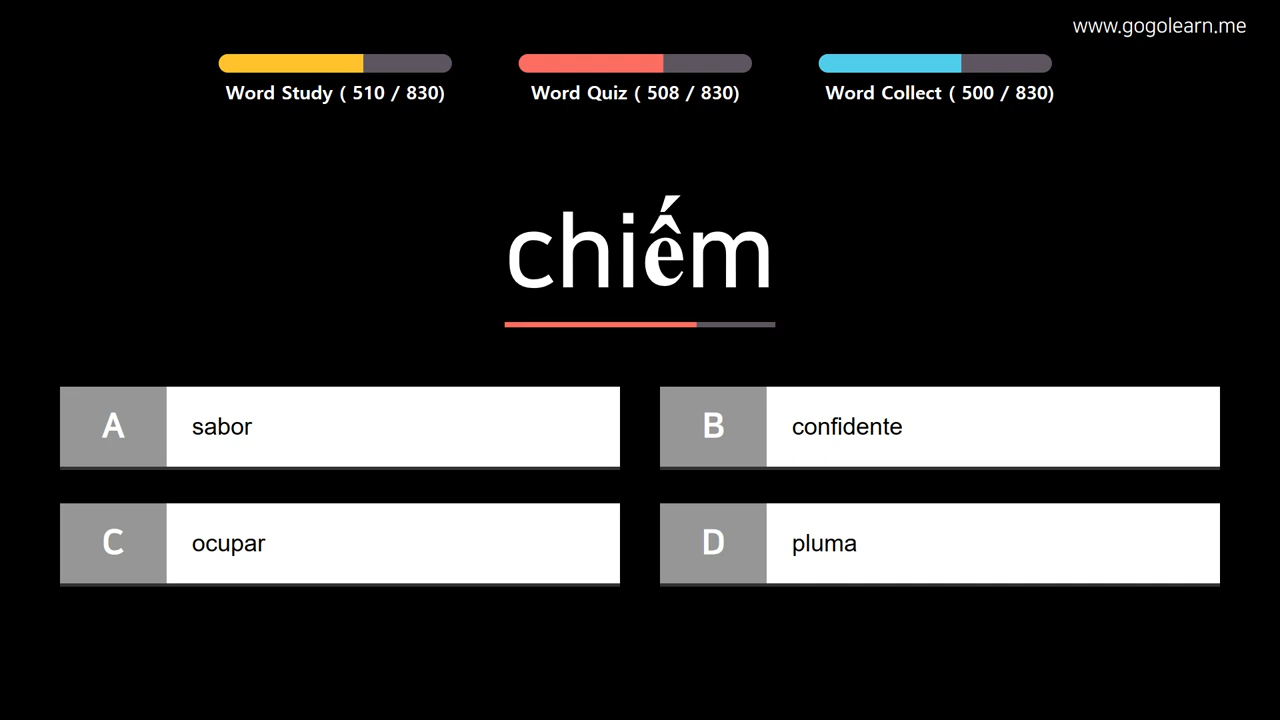 www.gogolearn.me
Word Study ( 510 / 830)
Word Quiz ( 508 / 830)
Word Collect ( 500 / 830)
chiếm
A sabor
B confidente
C ocupar
D pluma